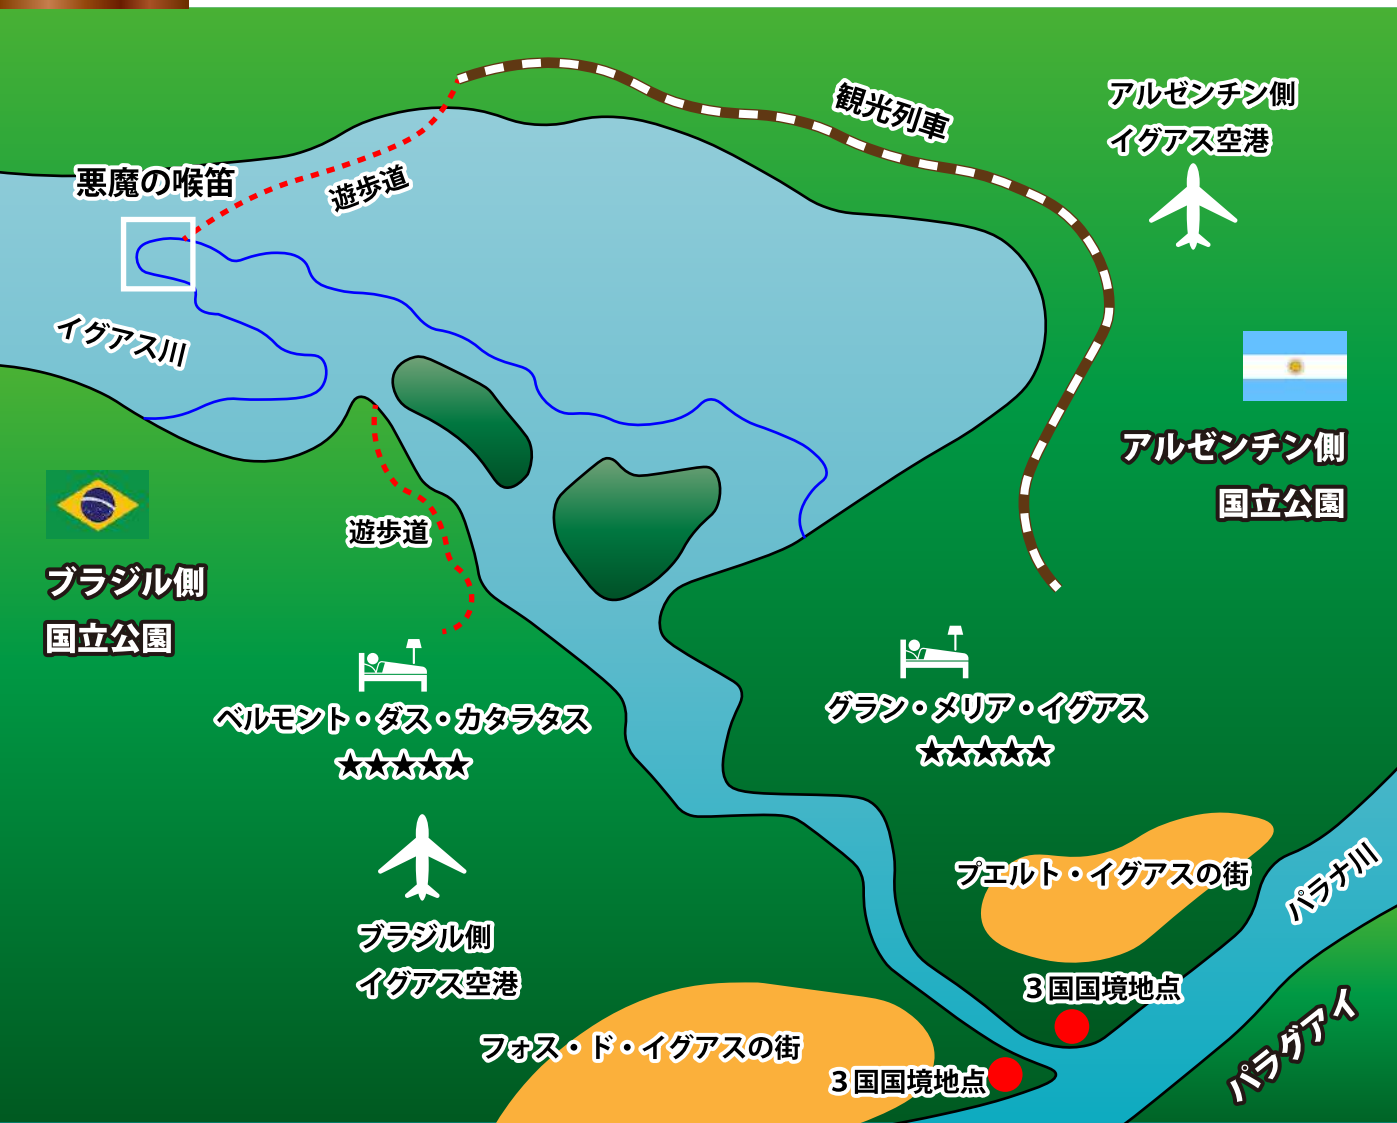 観光列車
アルゼンチン側
イグアス空港
悪魔の喉笛
遊歩道
イグアス川
アルゼンチン側
国立公園
遊歩道
ブラジル側
国立公園
ベルモント・ダス・カタラタス
★★★★★
グラン・メリア・イグアス
★★★★★
プエルト・イグアスの街
パラナ川
ブラジル側
イグアス空港
３国国境地点
フォス・ド・イグアスの街
３国国境地点
パラグアイ